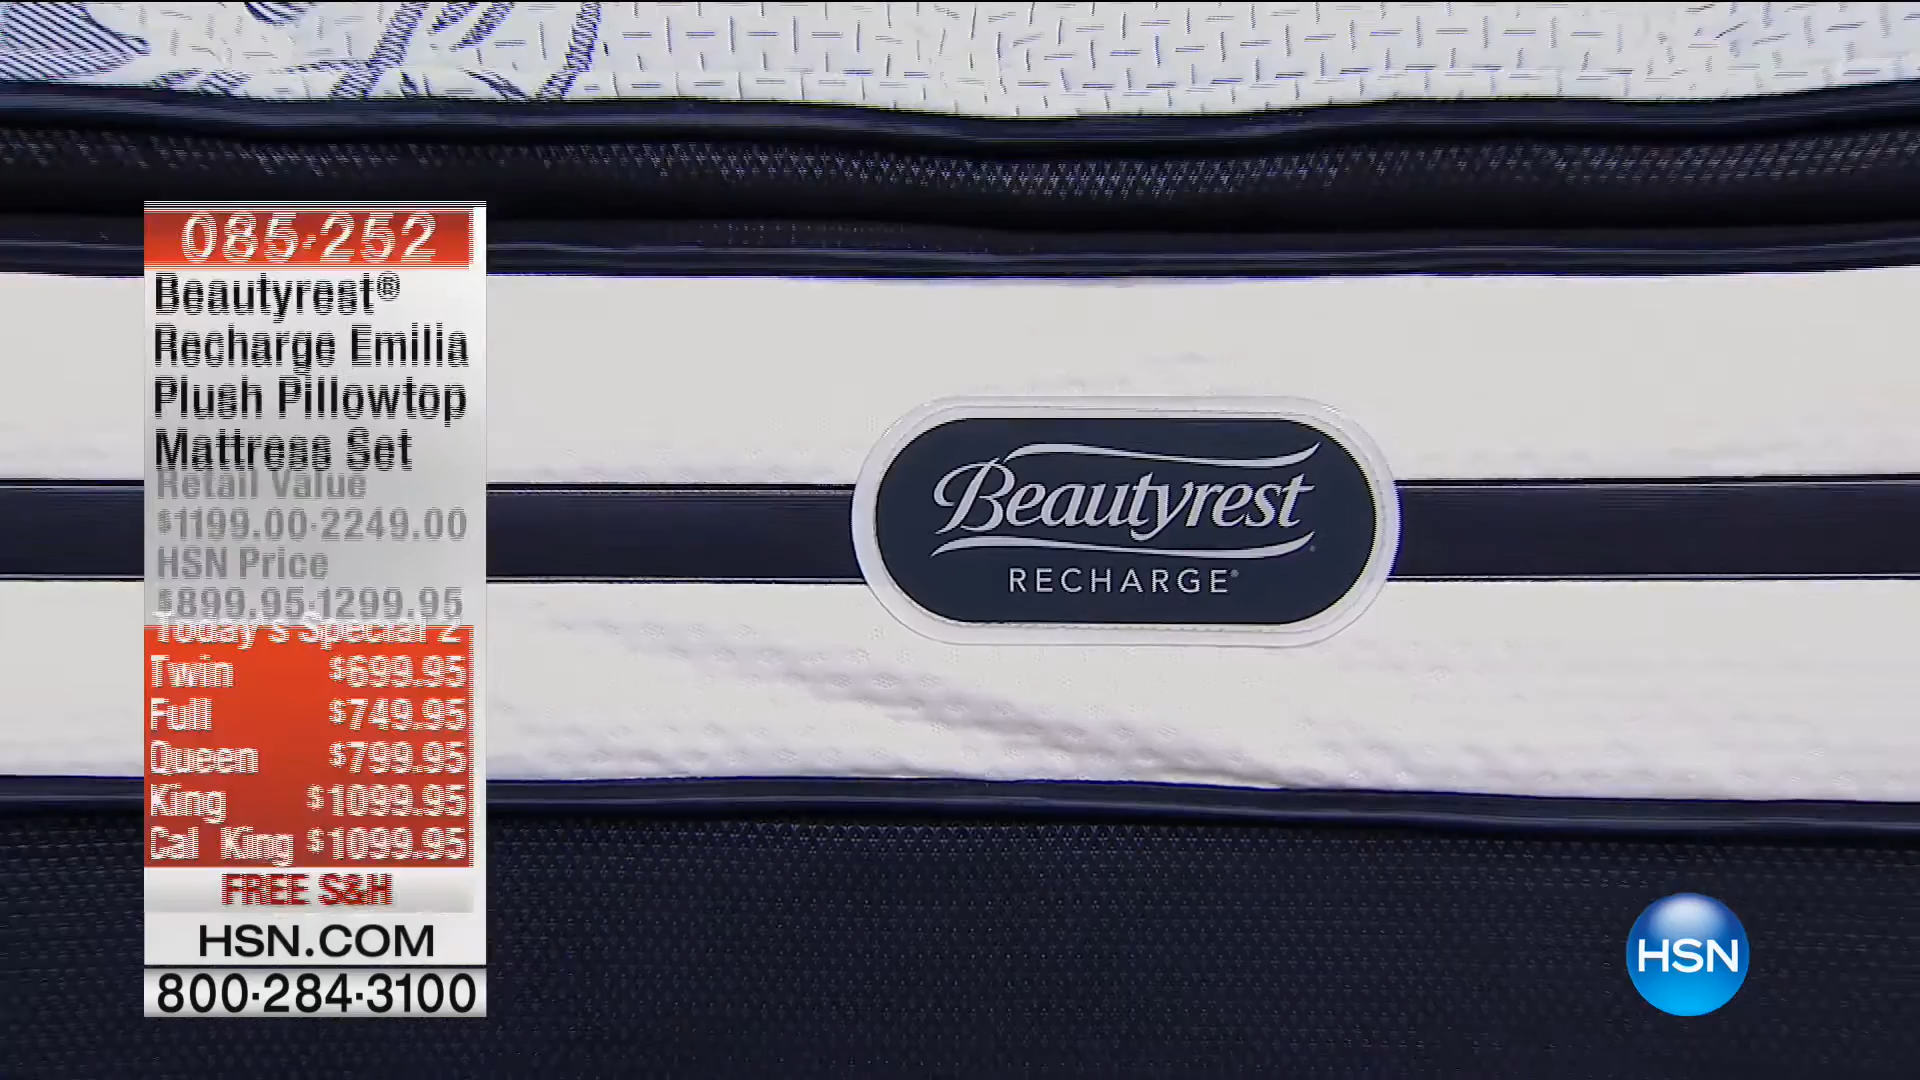 085-252
Beautyrest®
Recharge Emilia
Plush Pillowtop
Mattress Set
Retail Value
$1199.00-2249.00
HSN Price
$899.95-1299.95
Today's Special 2
Twin $699.95
Full $749.95
Queen $799.95
King $1099.95
Cal King $1099.95
FREE S&H
HSN.COM
800·284·3100
Beautyrest®
RECHARGE®
HSN